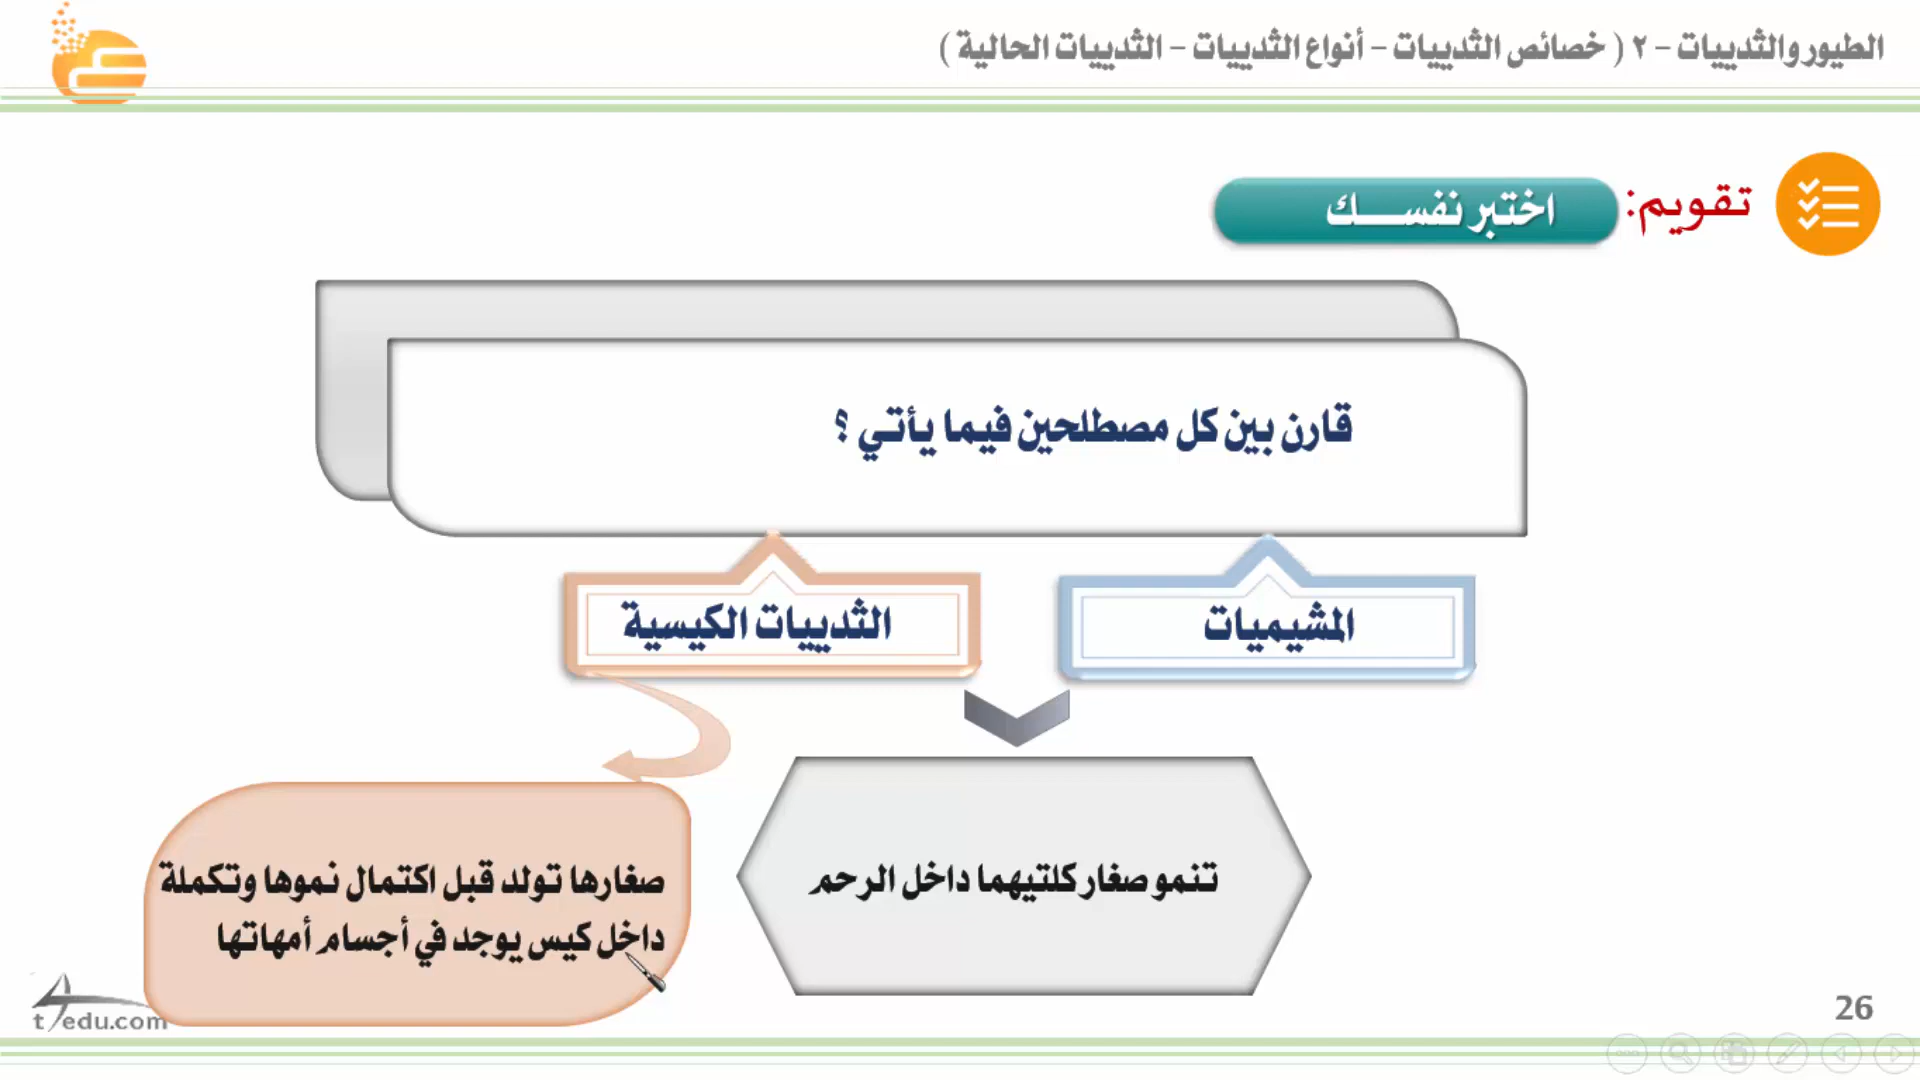 الطيور والثدييات - ٢ ( خصائص الثدييات - أنواع الثدييات - الثدييات الحالية )
تقويم:
اختبر نفســـك
قارن بين كل مصطلحين فيما يأتي ؟
المشيميات
الثدييات الكيسية
تنمو صغار كلتيهما داخل الرحم
صغارها تولد قبل اكتمال نموها وتكملة
داخل كيس يوجد في أجسام أمهاتها
t4edu.com
26